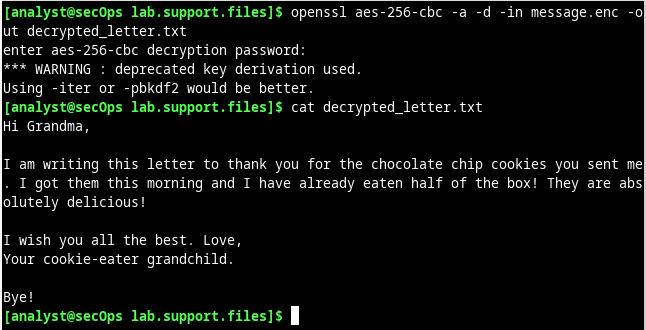 [analyst@secOps lab.support.files]$ openssl aes-256-cbc -a -d -in message.enc -o
ut decrypted_letter.txt
enter aes-256-cbc decryption password:
*** WARNING : deprecated key derivation used.
Using -iter or -pbkdf2 would be better.
[analyst@secOps lab.support.files]$ cat decrypted_letter.txt
Hi Grandma,
I am writing this letter to thank you for the chocolate chip cookies you sent me
. I got them this morning and I have already eaten half of the box! They are abs
olutely delicious!
I wish you all the best. Love,
Your cookie-eater grandchild.
Bye!
[analyst@secOps lab.support.files]$